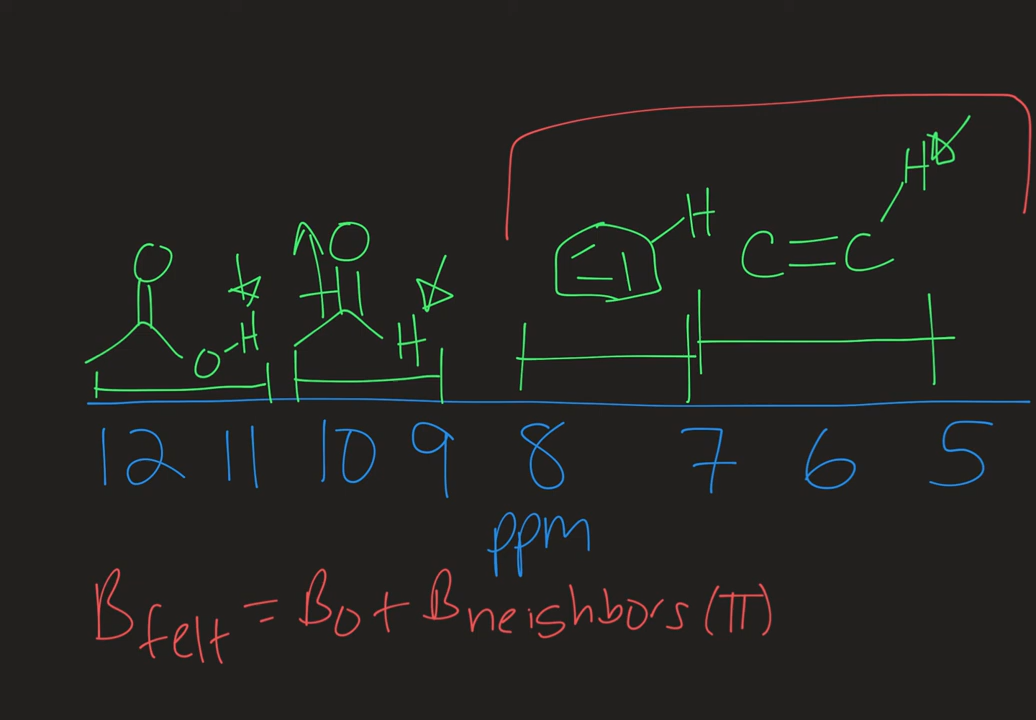 H
O
O
H
C = C
O
H
H
12 11 10 9 8 7 6 5
ppm
Bfelt = B0 + Bneighbors (π)